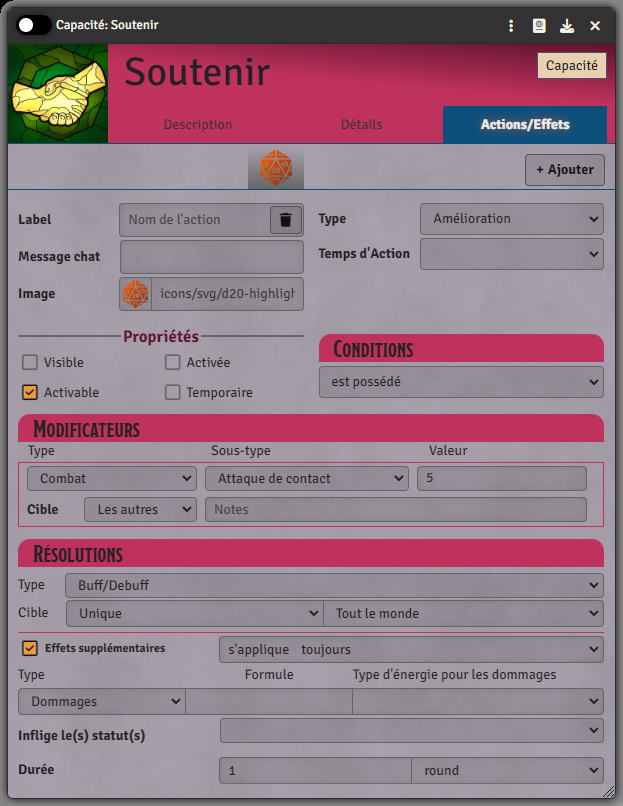 Capacité: Soutenir
Soutenir
Capacité
Description Détails Actions/Effets
20
+ Ajouter
Label Nom de l'action Type Amélioration
Message chat Temps d'Action
Image icons/svg/d20-highligh
Propriétés
Visible Activée
Activable Temporaire
Conditions
est possédé
Modificateurs
Type Sous-type Valeur
Combat Attaque de contact 5
Cible Les autres Notes
Résolutions
Type Buff/Debuff
Cible Unique Tout le monde
Effets supplémentaires s'applique toujours
Type Formule Type d'énergie pour les dommages
Dommages
Inflige le(s) statut(s)
Durée 1 round